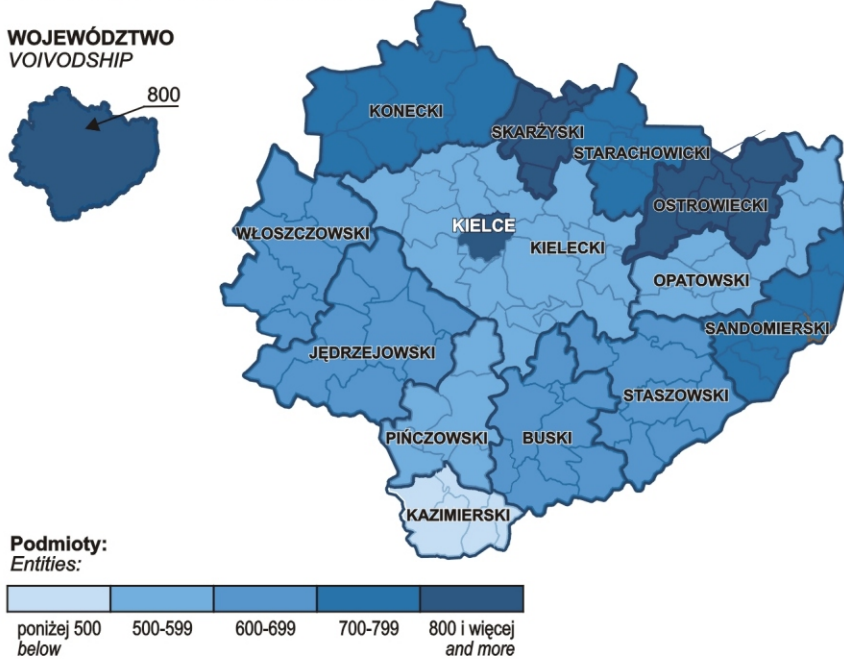 WOJEWÓDZTWO
VOIVODSHIP
800
KONECKI
SKARŻYSKI
STARACHOWICKI
OSTROWIECKI
WŁOSZCZOWSKI
KIELCE
KIELECKI
OPATOWSKI
SANDOMIERSKI
JĘDRZEJOWSKI
STASZOWSKI
PIŃCZOWSKI
BUSKI
KAZIMIERSKI
Podmioty:
Entities:
poniżej 500 500-599 600-699 700-799 800 i więcej
below and more